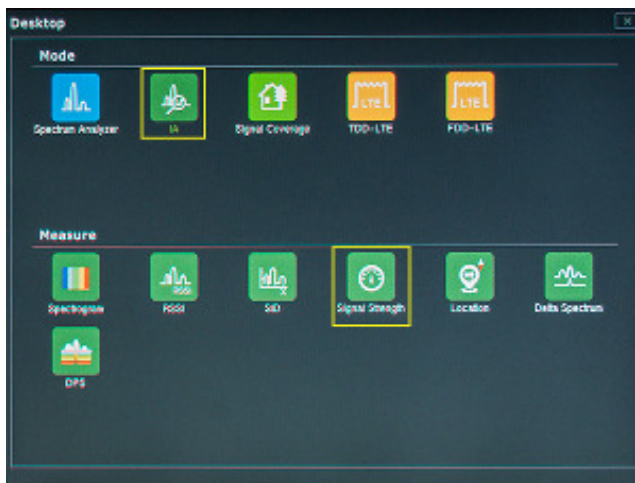 Desktop
Mode
LTE LTE
Spectrum Analyzer IA Signal Coverage TDD-LTE FDD-LTE
Measure
RSSI
Spectrogram RSSI SID Signal Strength Location Delta Spectrum
DPS